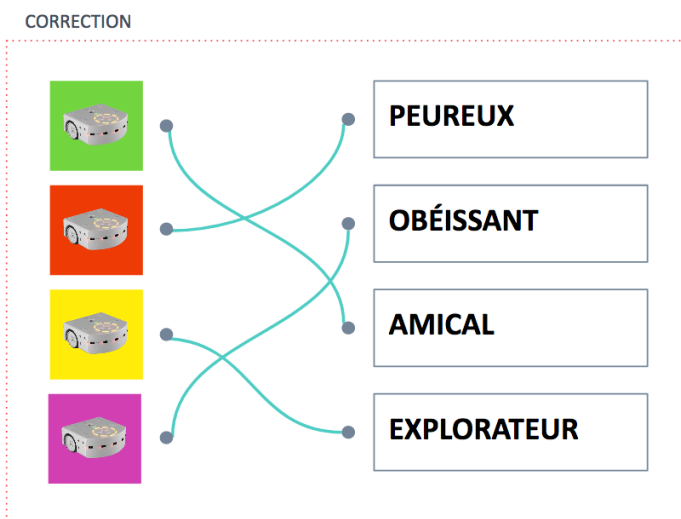 CORRECTION
PEUREUX
OBÉISSANT
AMICAL
EXPLORATEUR